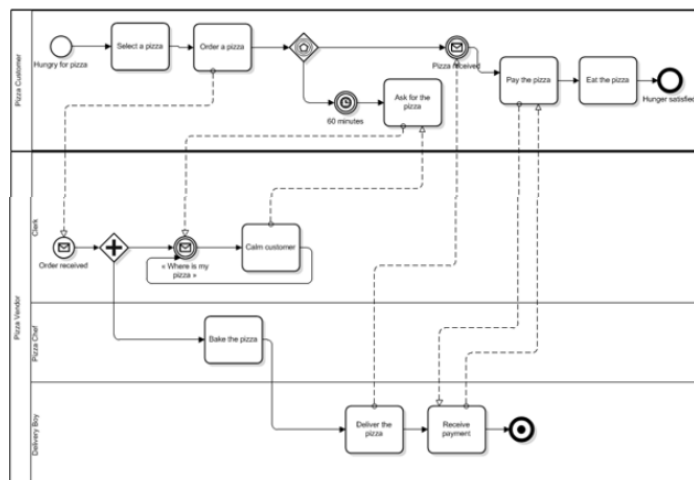 Pizza Customer
Hungry for pizza
Select a pizza
Order a pizza
Pizza received
Pay the pizza
Eat the pizza
Hunger satisfied
60 minutes
Ask for the
pizza
Pizza Vendor
Clerk
Order received
« Where is my
pizza »
Calm customer
Pizza Chef
Bake the pizza
Delivery Boy
Deliver the
pizza
Receive
payment